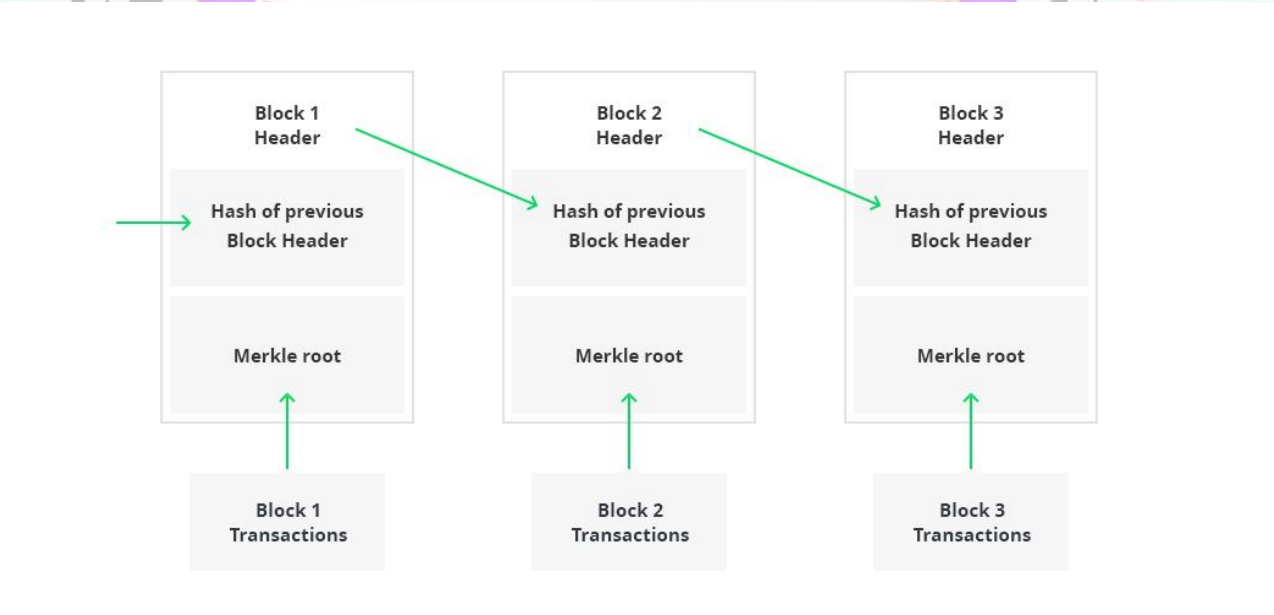 Block 1
Header
Hash of previous
Block Header
Merkle root
Block 1
Transactions
Block 2
Header
Hash of previous
Block Header
Merkle root
Block 2
Transactions
Block 3
Header
Hash of previous
Block Header
Merkle root
Block 3
Transactions